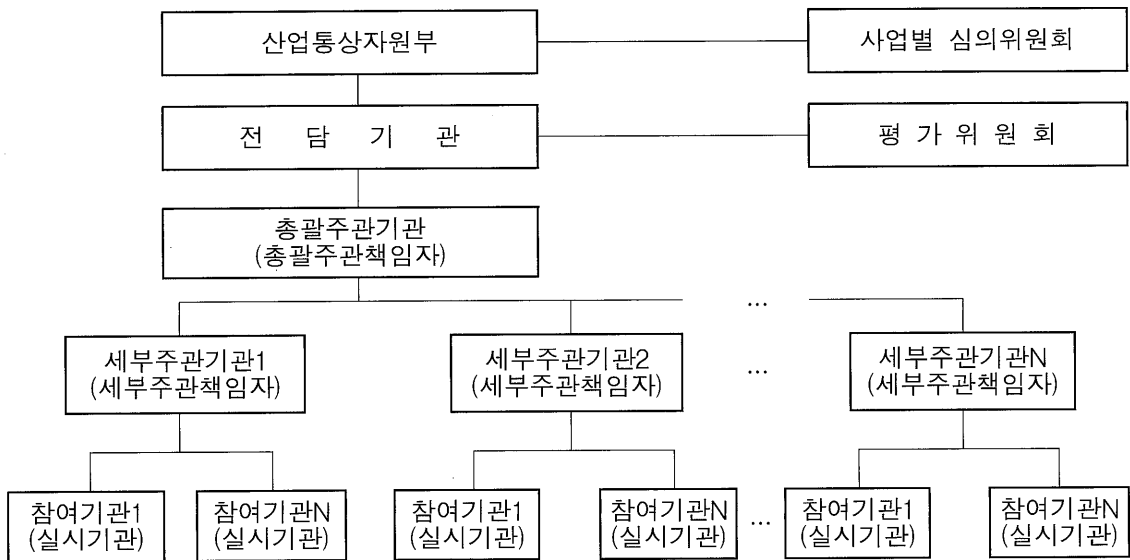 산업통상자원부
사업별 심의위원회
전 담 기 관
평 가 위 원 회
총괄주관기관
(총괄주관책임자)
...
세부주관기관1
(세부주관책임자)
세부주관기관2
(세부주관책임자)
...
세부주관기관N
(세부주관책임자)
참여기관1
(실시기관)
참여기관N
(실시기관)
참여기관1
(실시기관)
참여기관N
(실시기관)
...
참여기관1
(실시기관)
참여기관N
(실시기관)